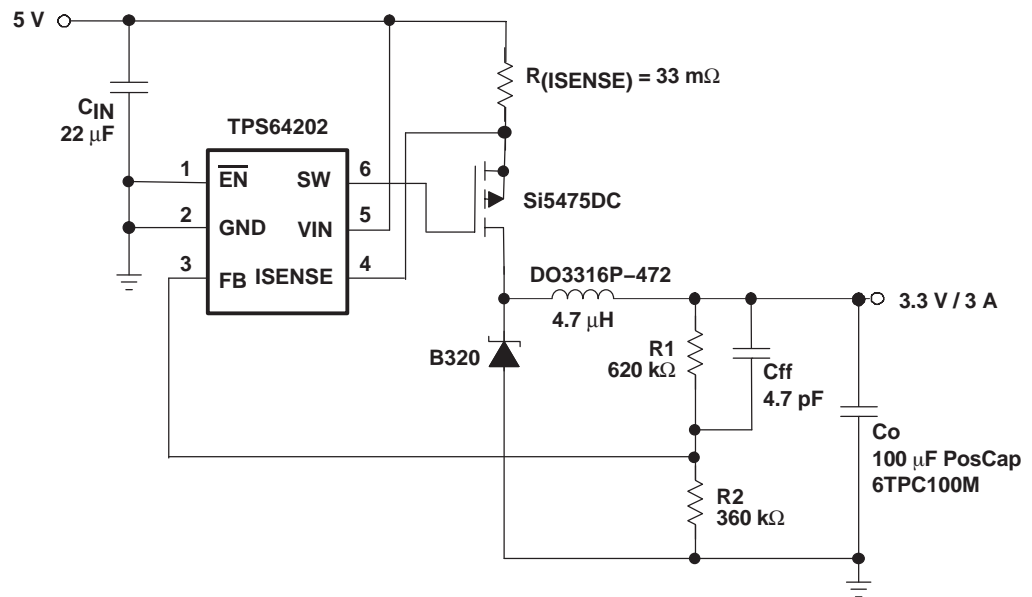 5 V
R(ISENSE) = 33 mΩ
CIN
22 μF
TPS64202
1
EN
SW
6
Si5475DC
2
GND
VIN
5
3
FB
ISENSE
4
DO3316P−472
4.7 μH
3.3 V / 3 A
B320
R1
620 kΩ
Cff
4.7 pF
Co
100 μF PosCap
6TPC100M
R2
360 kΩ